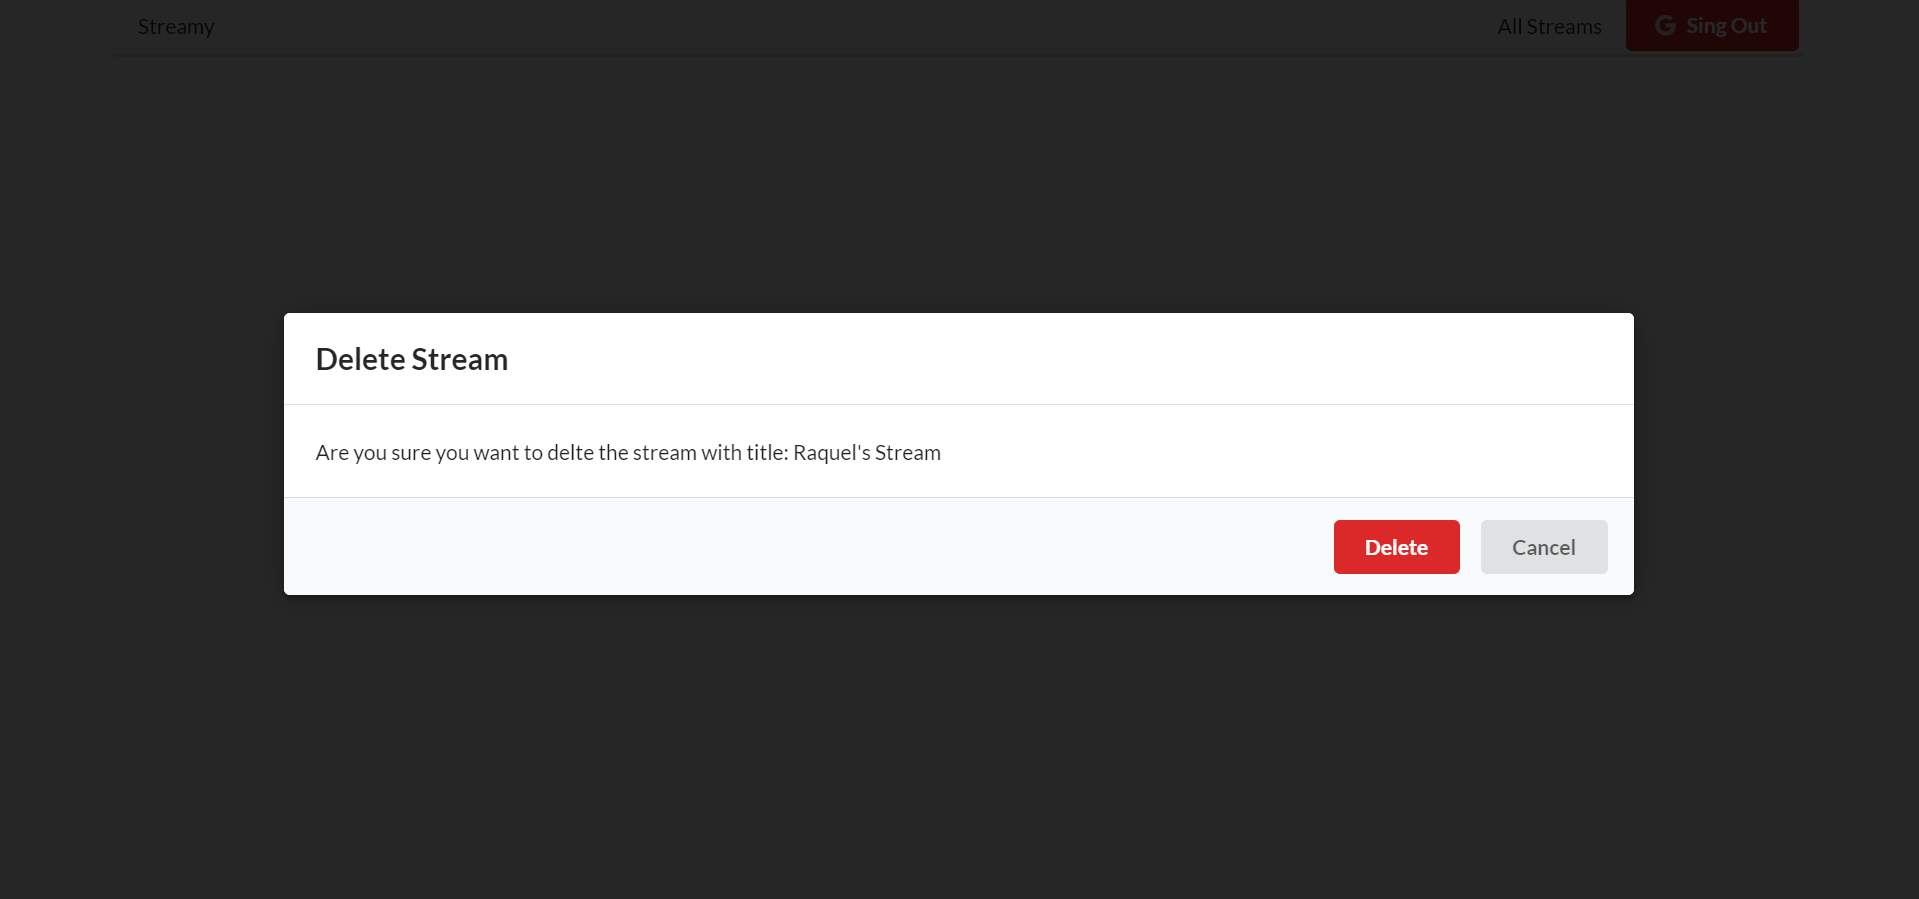 Streamy
All Streams
Sing Out
Delete Stream
Are you sure you want to delte the stream with title: Raquel's Stream
Delete
Cancel